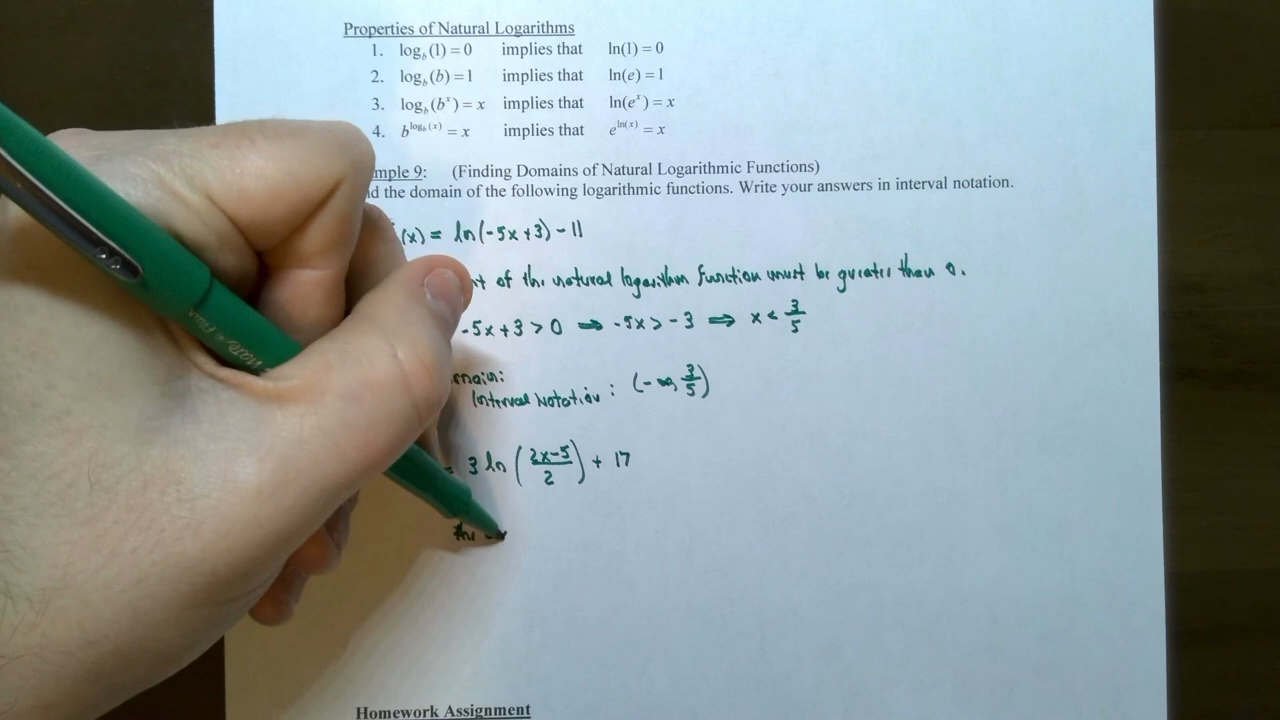 Properties of Natural Logarithms
1. log_b(1) = 0 implies that ln(1) = 0
2. log_b(b) = 1 implies that ln(e) = 1
3. log_b(b^x) = x implies that ln(e^x) = x
4. b^{log_b(x)} = x implies that e^{ln(x)} = x
mple 9: (Finding Domains of Natural Logarithmic Functions)
d the domain of the following logarithmic functions. Write your answers in interval notation.
(x) = ln(-5x+3) - 11
of the natural logarithm function must be greater than 0.
-5x+3 > 0 ⇒ -5x > -3 ⇒ x < 3/5
main:
Interval Notation: (-∞, 3/5)
= 3 ln((2x-5)/2) + 17
the
Homework Assignment